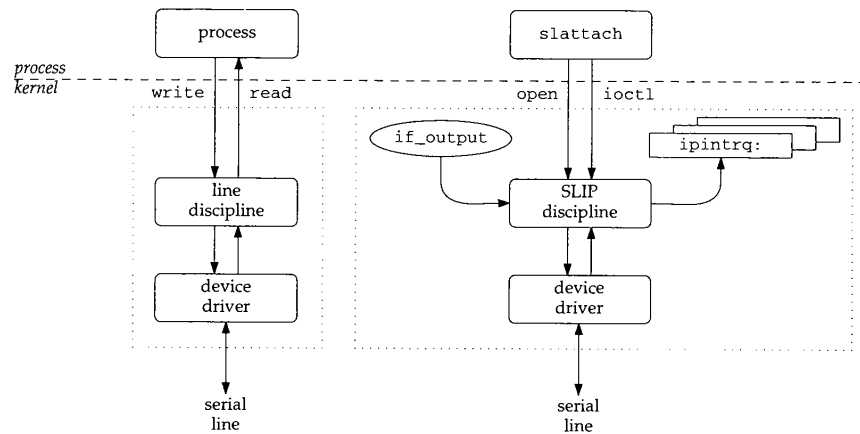 process
slattach
process
kernel
write
read
open
ioctl
if_output
ipintrq:
line
discipline
SLIP
discipline
device
driver
device
driver
serial
line
serial
line